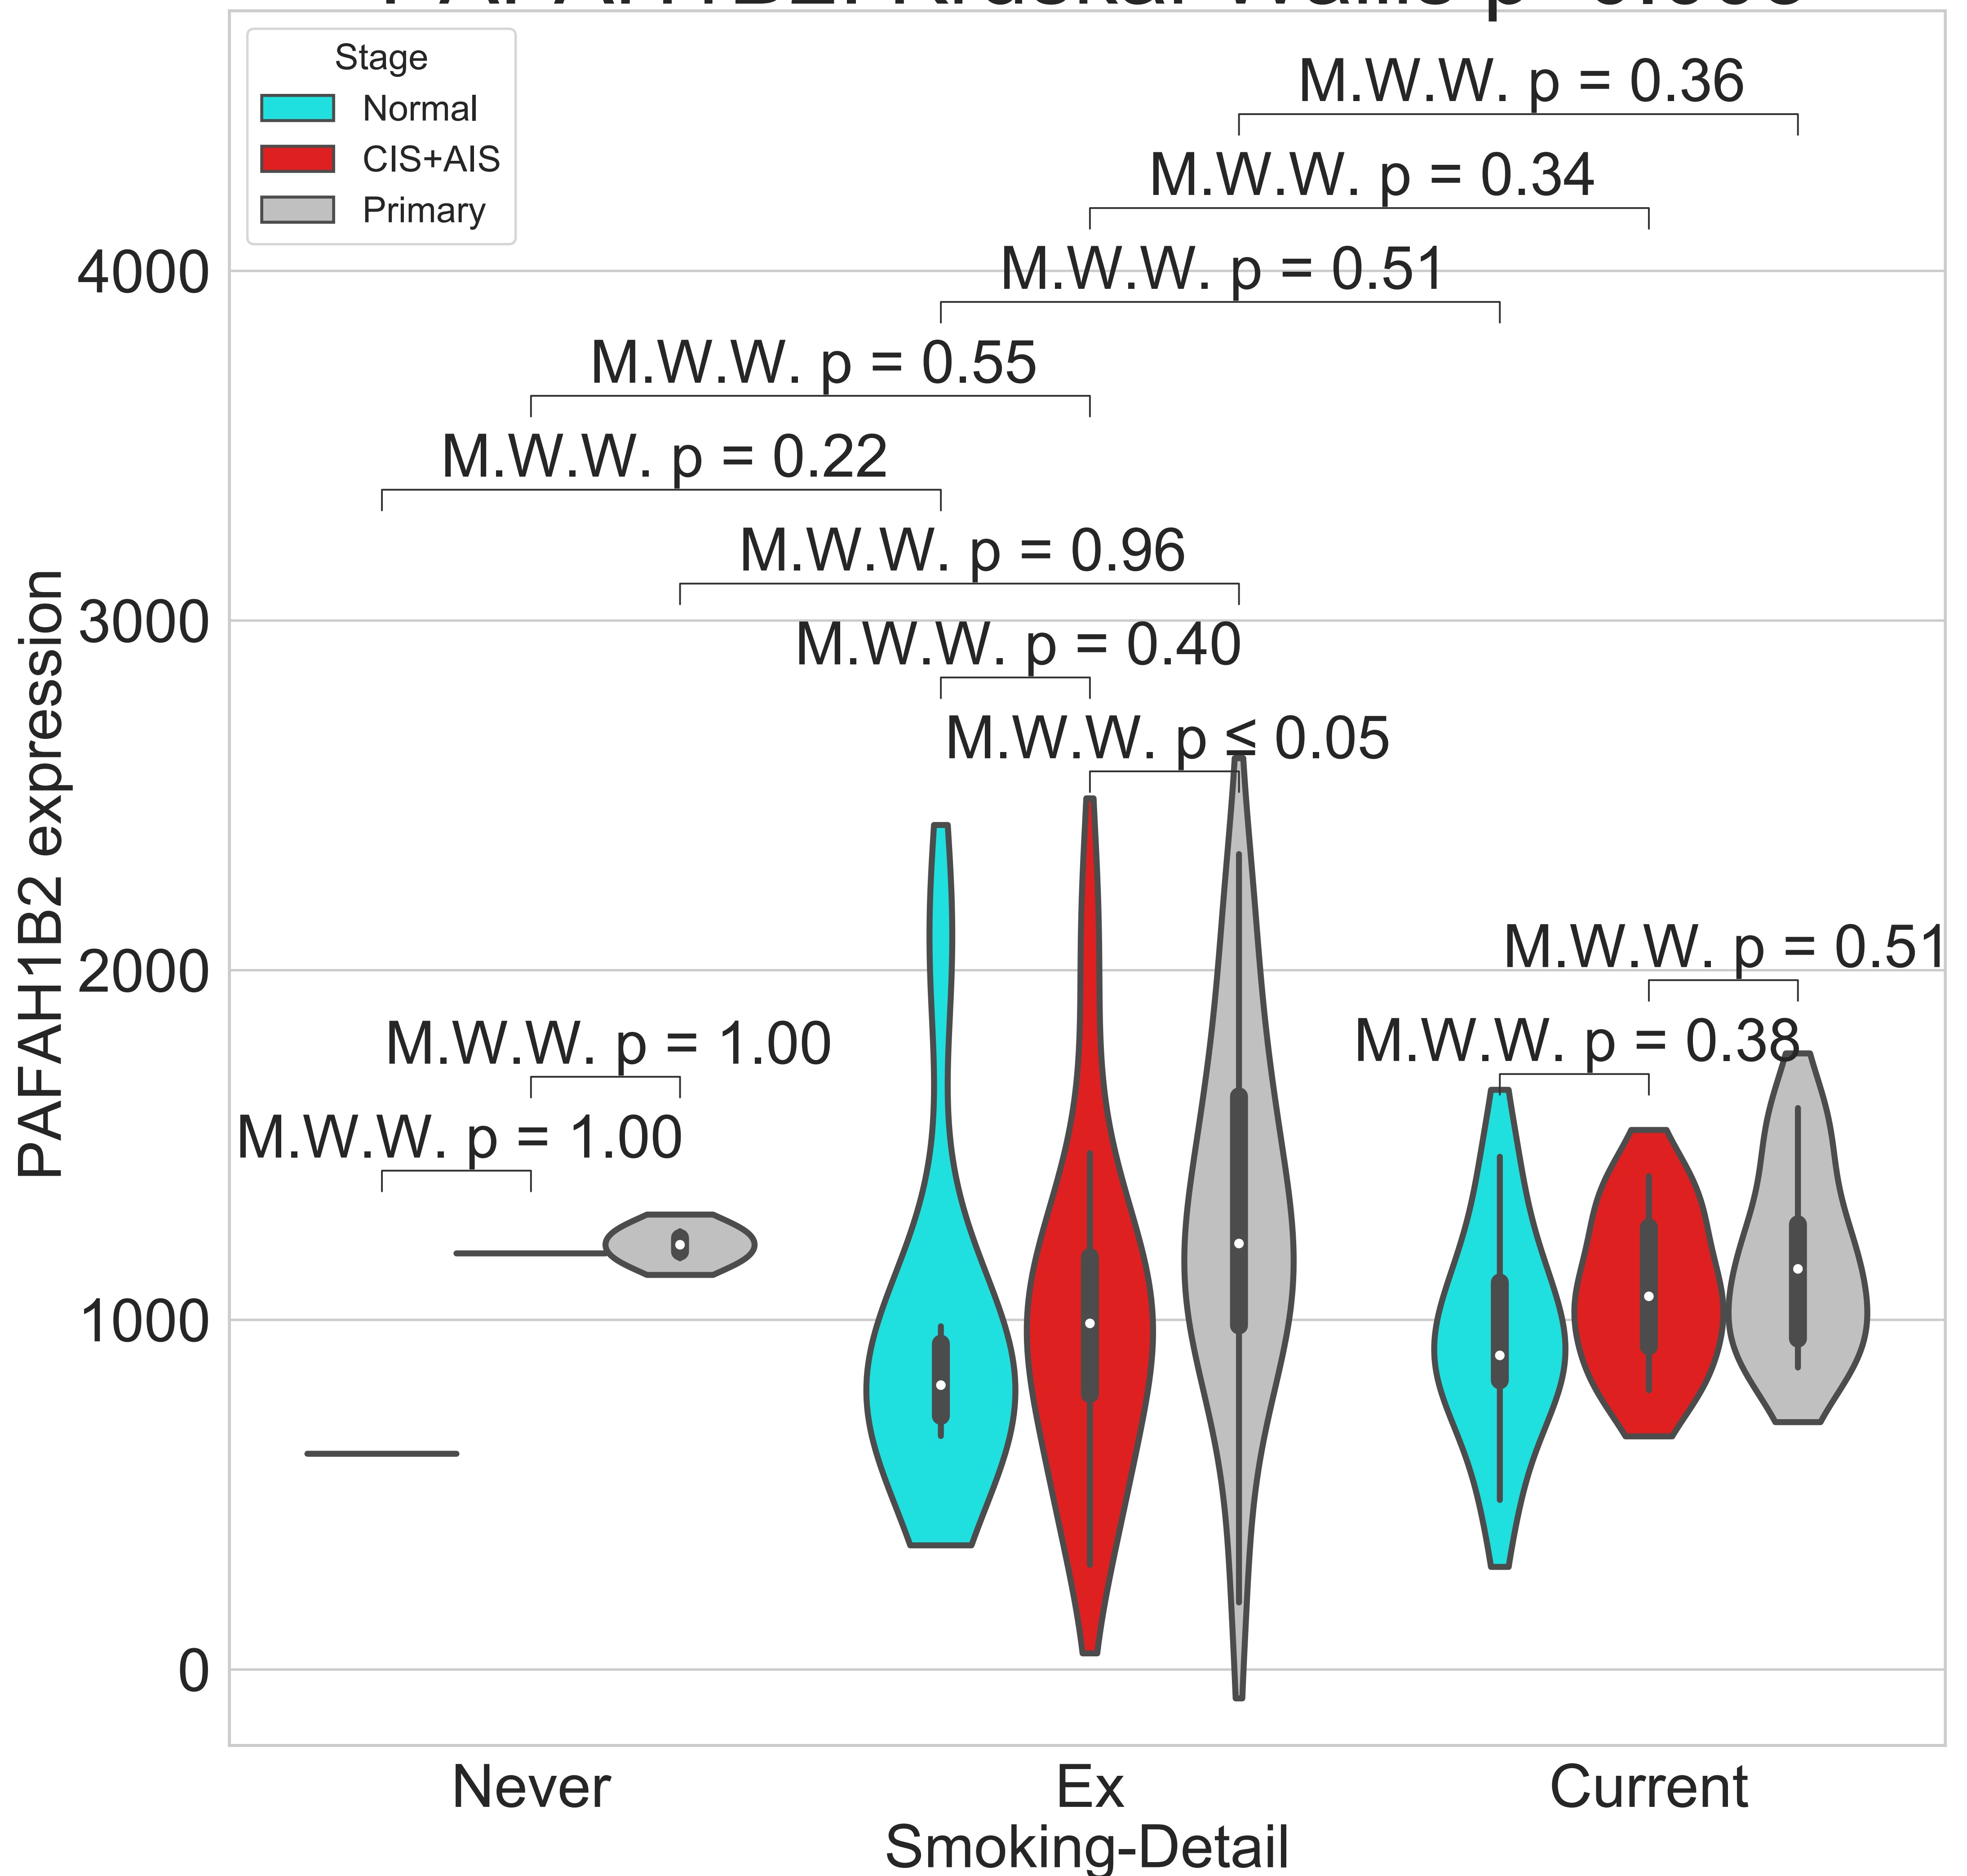 Stage
Normal
CIS+AIS
Primary
M.W.W. p = 0.36
M.W.W. p = 0.34
M.W.W. p = 0.51
M.W.W. p = 0.55
M.W.W. p = 0.22
M.W.W. p = 0.96
M.W.W. p = 0.40
M.W.W. p ≤ 0.05
M.W.W. p = 0.51
M.W.W. p = 0.38
M.W.W. p = 1.00
M.W.W. p = 1.00
4000
3000
2000
1000
0
PAFAH1B2 expression
Never
Ex
Current
Smoking-Detail